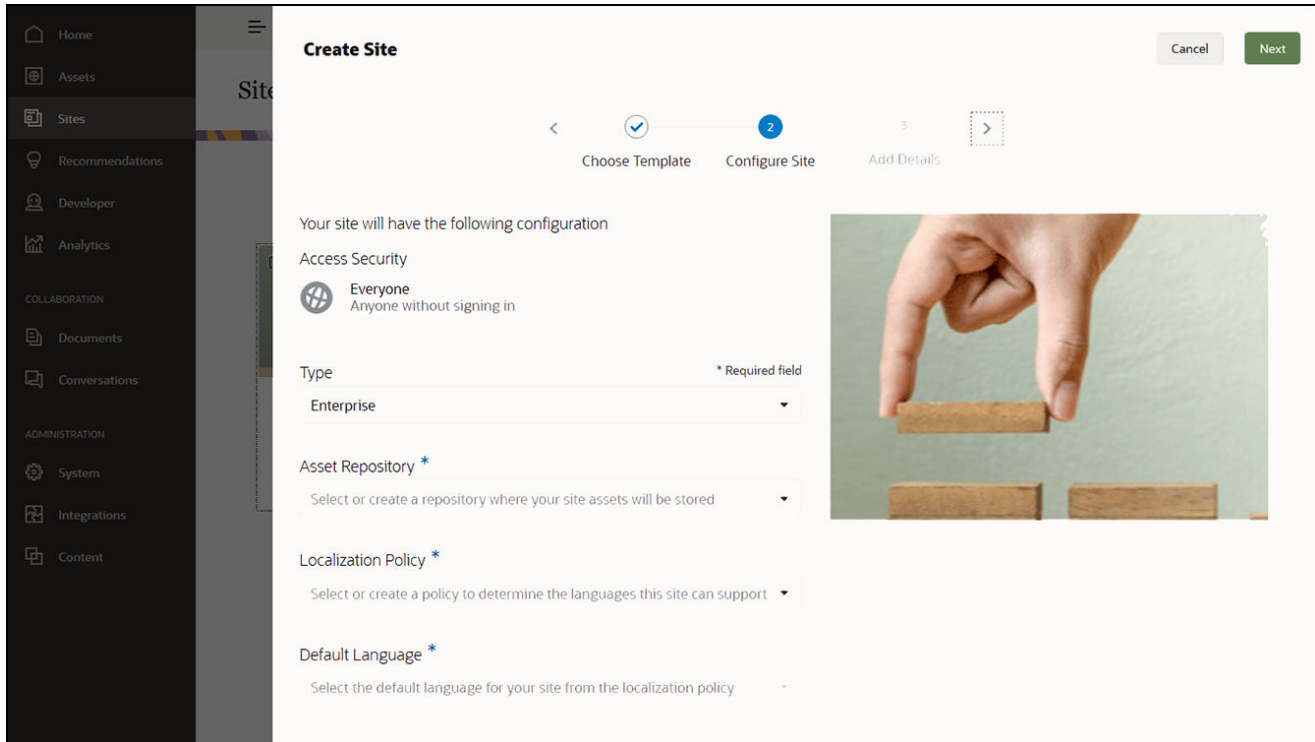 Home
Assets
Sites
Recommendations
Developer
Analytics
COLLABORATION
Documents
Conversations
ADMINISTRATION
System
Integrations
Content
Site
Create Site
Cancel
Next
2
3
Choose Template
Configure Site
Add Details
Your site will have the following configuration
Access Security
Everyone
Anyone without signing in
Type
* Required field
Enterprise
Asset Repository *
Select or create a repository where your site assets will be stored
Localization Policy *
Select or create a policy to determine the languages this site can support
Default Language *
Select the default language for your site from the localization policy